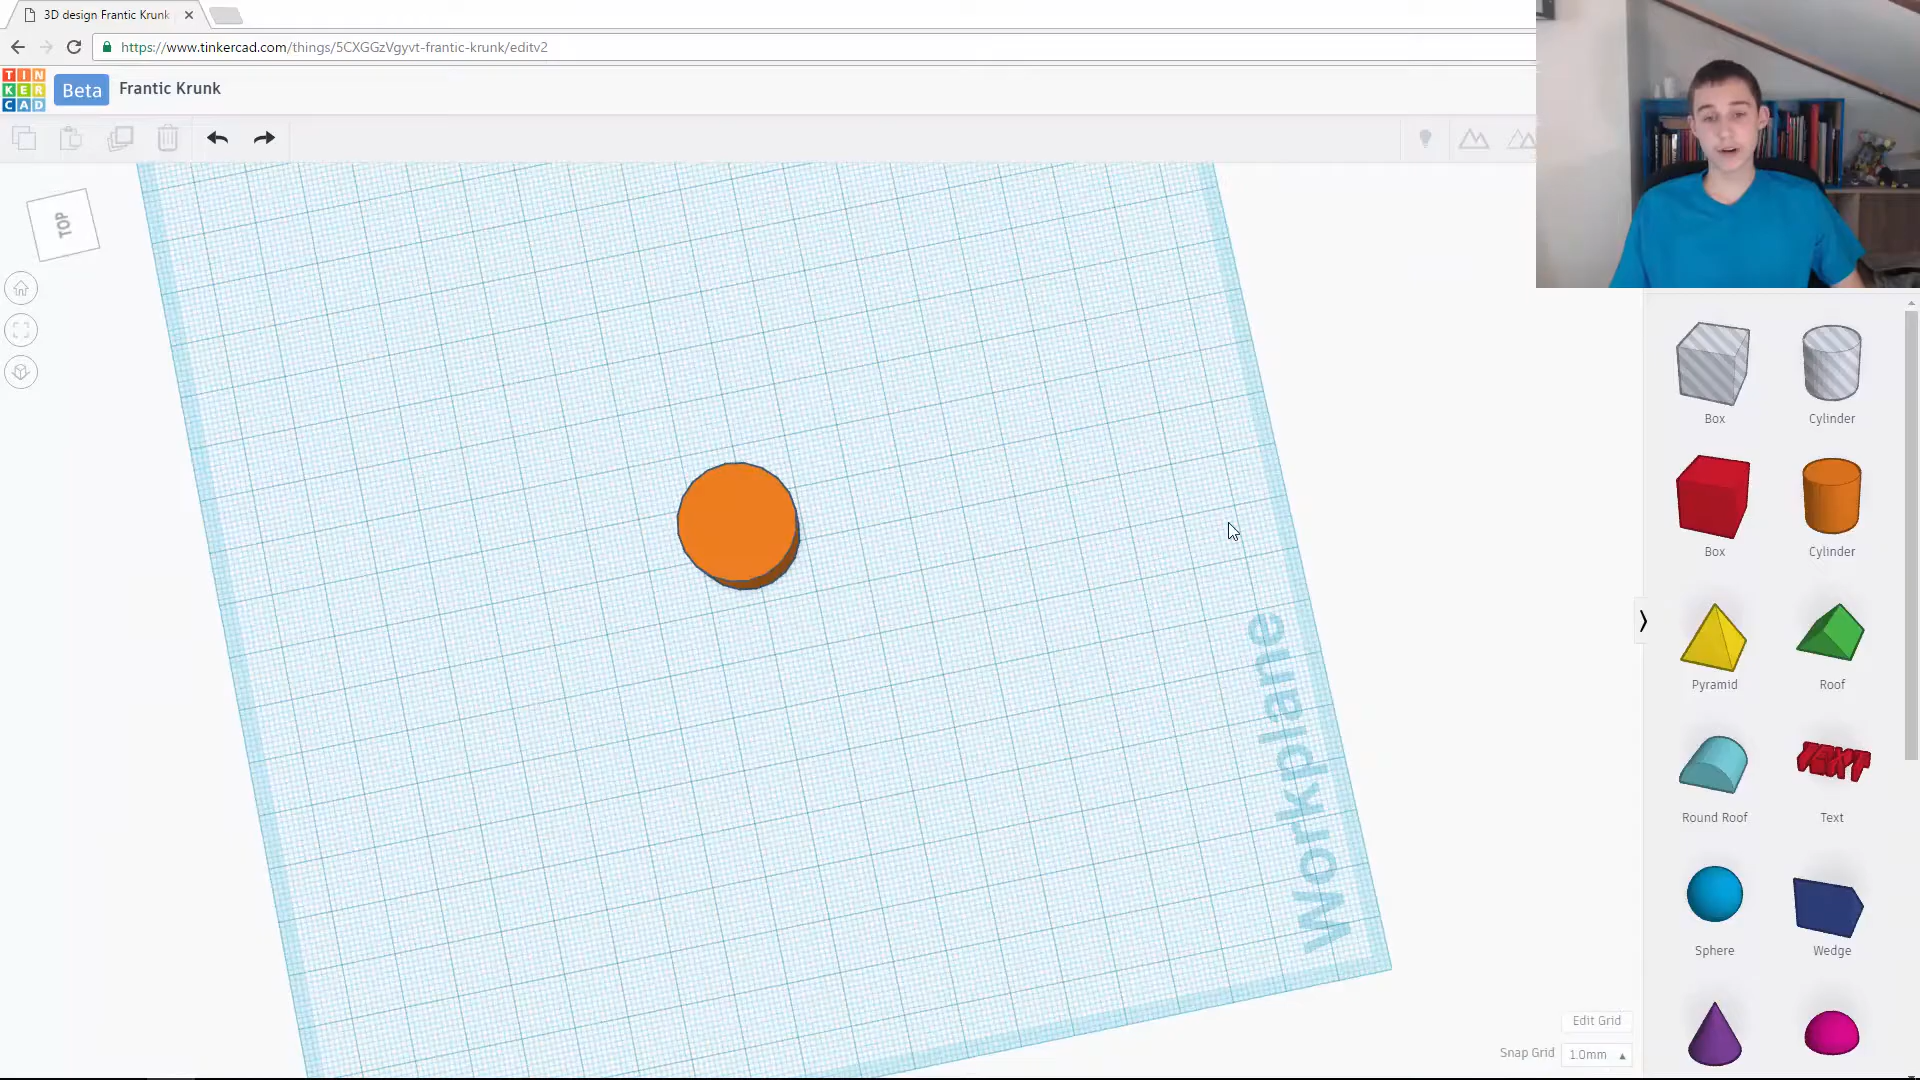 3D design Frantic Krunk
https://www.tinkercad.com/things/5CXGGzVgyvt-frantic-krunk/editv2
TIN
KER
CAD
Beta
Frantic Krunk
TOP
Workplane
Box
Cylinder
Box
Cylinder
Pyramid
Roof
TEXT
Round Roof
Text
Sphere
Wedge
Edit Grid
Snap Grid
1.0mm